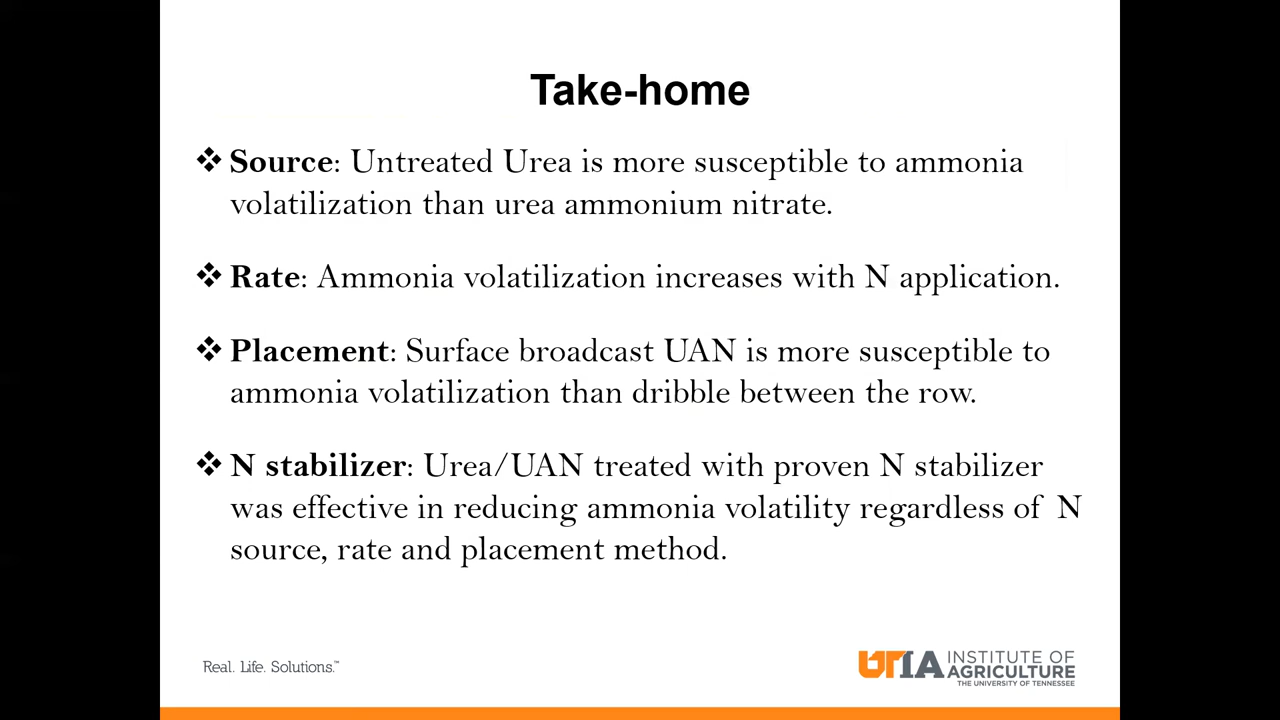 Take-home
❖ Source: Untreated Urea is more susceptible to ammonia
volatilization than urea ammonium nitrate.
❖ Rate: Ammonia volatilization increases with N application.
❖ Placement: Surface broadcast UAN is more susceptible to
ammonia volatilization than dribble between the row.
❖ N stabilizer: Urea/UAN treated with proven N stabilizer
was effective in reducing ammonia volatility regardless of N
source, rate and placement method.
Real. Life. Solutions.™
UTIA INSTITUTE OF
AGRICULTURE
THE UNIVERSITY OF TENNESSEE